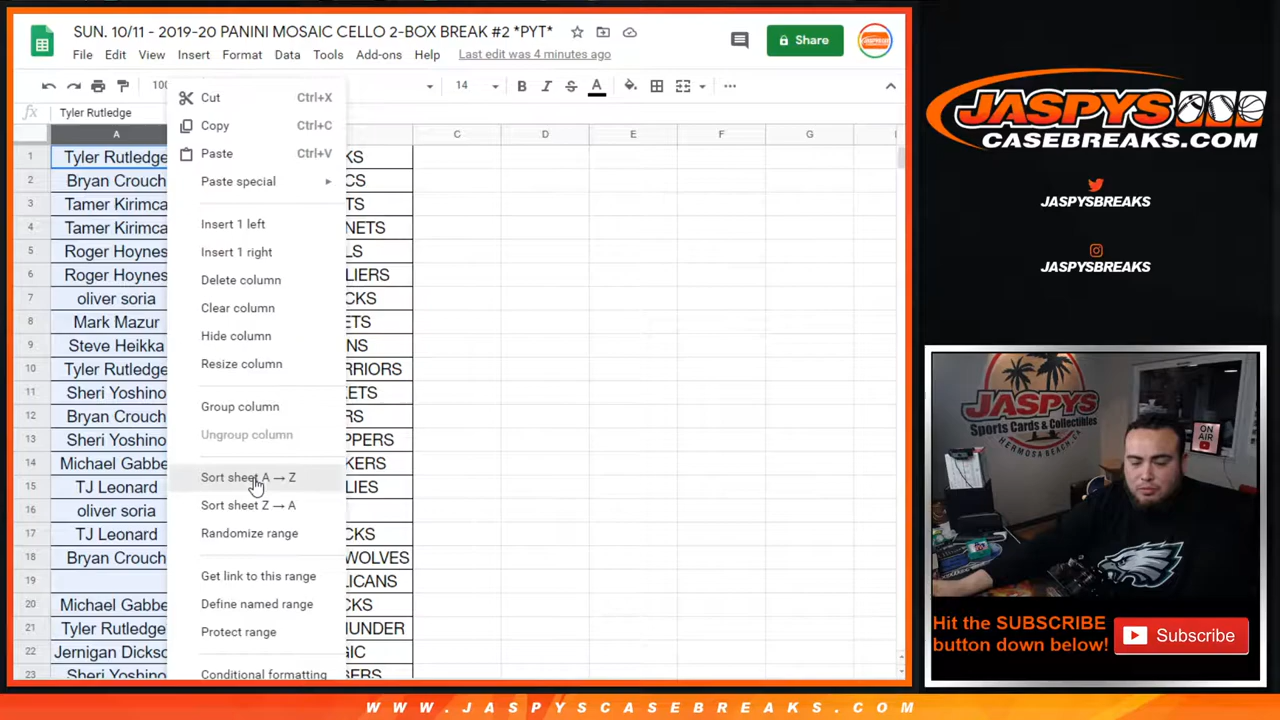 SUN. 10/11 - 2019-20 PANINI MOSAIC CELLO 2-BOX BREAK #2 *PYT*
File Edit View Insert Format Data Tools Add-ons Help Last edit was 4 minutes ago
Share
100 14 B I S A
fx Tyler Rutledge
A C D E F G
1 Tyler Rutledge KS
2 Bryan Crouch CS
3 Tamer Kirimca TS
4 Tamer Kirimca NETS
5 Roger Hoynes LS
6 Roger Hoynes LIERS
7 oliver soria CKS
8 Mark Mazur ETS
9 Steve Heikka NS
10 Tyler Rutledge RRIORS
11 Sheri Yoshino ETS
12 Bryan Crouch RS
13 Sheri Yoshino PPERS
14 Michael Gabbe KERS
15 TJ Leonard LIES
16 oliver soria
17 TJ Leonard CKS
18 Bryan Crouch WOLVES
19 LICANS
20 Michael Gabbe CKS
21 Tyler Rutledge HUNDER
22 Jernigan Dickso GIC
23 Sheri Yoshino ERS
Cut Ctrl+X
Copy Ctrl+C
Paste Ctrl+V
Paste special
Insert 1 left
Insert 1 right
Delete column
Clear column
Hide column
Resize column
Group column
Ungroup column
Sort sheet A → Z
Sort sheet Z → A
Randomize range
Get link to this range
Define named range
Protect range
Conditional formatting
JASPYS
CASEBREAKS.COM
JASPYSBREAKS
JASPYSBREAKS
JASPYS
Sports Cards & Collectibles
HERMOSA BEACH, CA
ON AIR
Hit the SUBSCRIBE
button down below!
Subscribe
WWW.JASPYSCASEBREAKS.COM